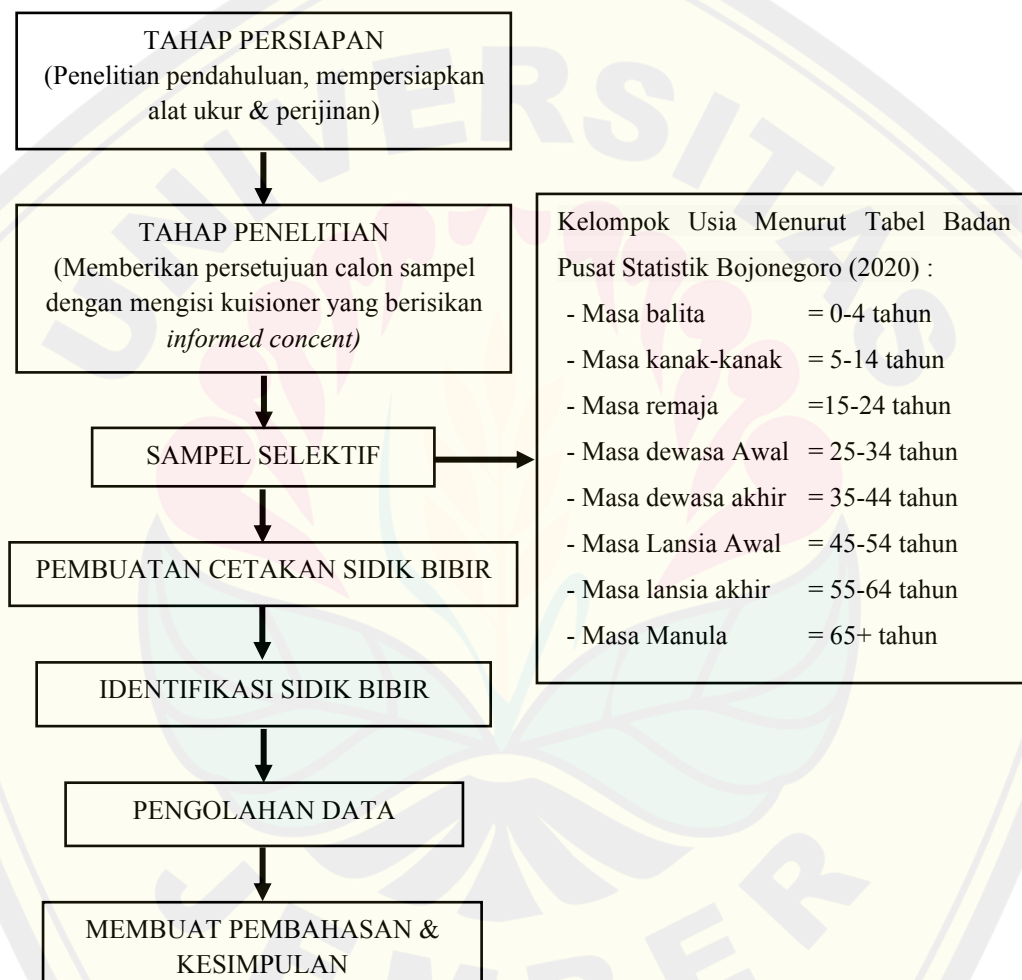 TAHAP PERSIAPAN
(Penelitian pendahuluan, mempersiapkan
alat ukur & perijinan)
TAHAP PENELITIAN
(Memberikan persetujuan calon sampel
dengan mengisi kuisioner yang berisikan
informed concent)
SAMPEL SELEKTIF
Kelompok Usia Menurut Tabel Badan
Pusat Statistik Bojonegoro (2020) :
- Masa balita = 0-4 tahun
- Masa kanak-kanak = 5-14 tahun
- Masa remaja =15-24 tahun
- Masa dewasa Awal = 25-34 tahun
- Masa dewasa akhir = 35-44 tahun
- Masa Lansia Awal = 45-54 tahun
- Masa lansia akhir = 55-64 tahun
- Masa Manula = 65+ tahun
PEMBUATAN CETAKAN SIDIK BIBIR
IDENTIFIKASI SIDIK BIBIR
PENGOLAHAN DATA
MEMBUAT PEMBAHASAN &
KESIMPULAN
UNIVERSITAS